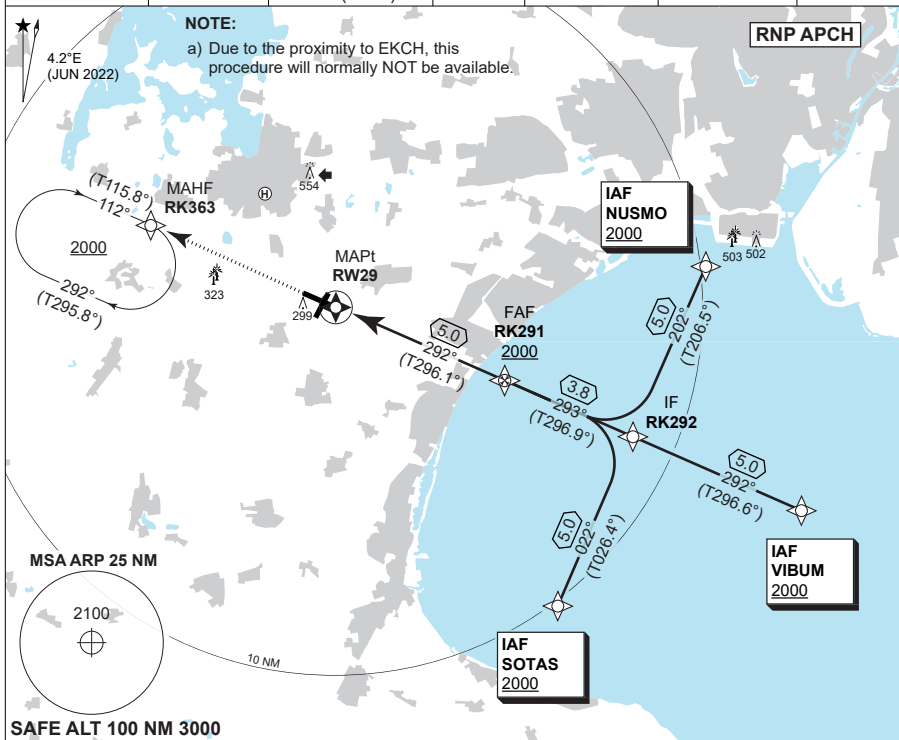 NOTE:
a) Due to the proximity to EKCH, this
procedure will normally NOT be available.
RNP APCH
4.2°E
(JUN 2022)
554
(T115.8°)
112°
MAHF
RK363
H
2000
292°
(T295.8°)
323
MAPt
RW29
299
IAF
NUSMO
2000
503
502
5.0
202°
(T206.5°)
FAF
RK291
2000
5.0
292°
(T296.1°)
3.8
293°
(T296.9°)
IF
RK292
5.0
292°
(T296.6°)
5.0
022°
(T026.4°)
IAF
VIBUM
2000
IAF
SOTAS
2000
MSA ARP 25 NM
2100
10 NM
SAFE ALT 100 NM 3000